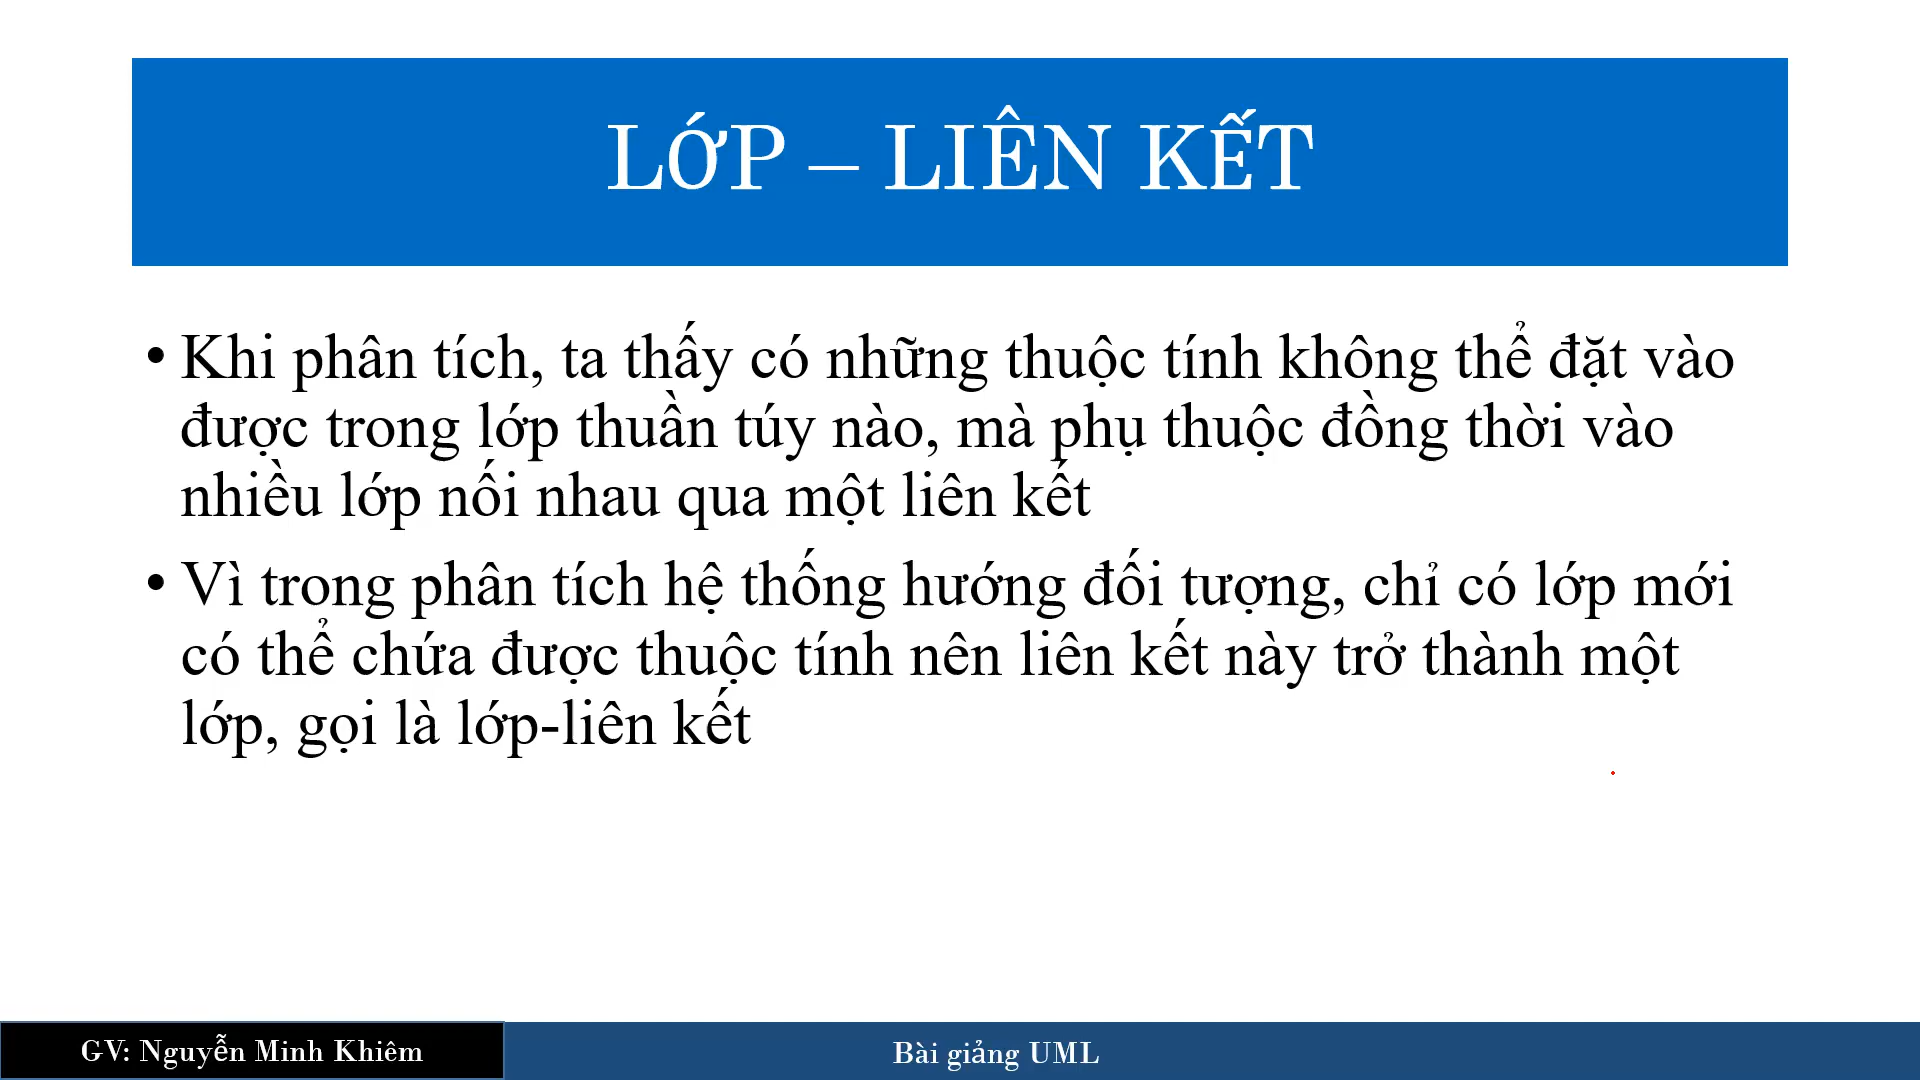 LỚP – LIÊN KẾT
• Khi phân tích, ta thấy có những thuộc tính không thể đặt vào
được trong lớp thuần túy nào, mà phụ thuộc đồng thời vào
nhiều lớp nối nhau qua một liên kết
• Vì trong phân tích hệ thống hướng đối tượng, chỉ có lớp mới
có thể chứa được thuộc tính nên liên kết này trở thành một
lớp, gọi là lớp-liên kết
GV: Nguyễn Minh Khiêm
Bài giảng UML